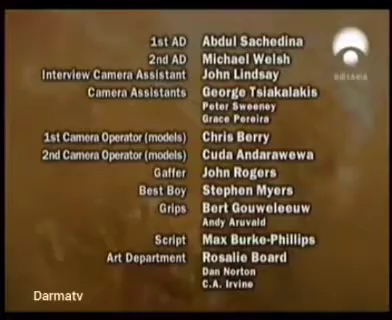 1st AD Abdul Sachedina
2nd AD Michael Welsh
Interview Camera Assistant John Lindsay
Camera Assistants George Tsiakalakis
Peter Sweeney
Grace Pereira
1st Camera Operator (models) Chris Berry
2nd Camera Operator (models) Cuda Andarawewa
Gaffer John Rogers
Best Boy Stephen Myers
Grips Bert Gouweleeuw
Andy Aruvald
Script Max Burke-Phillips
Art Department Rosalie Board
Dan Norton
C.A. Irvine
odisea
Darmatv